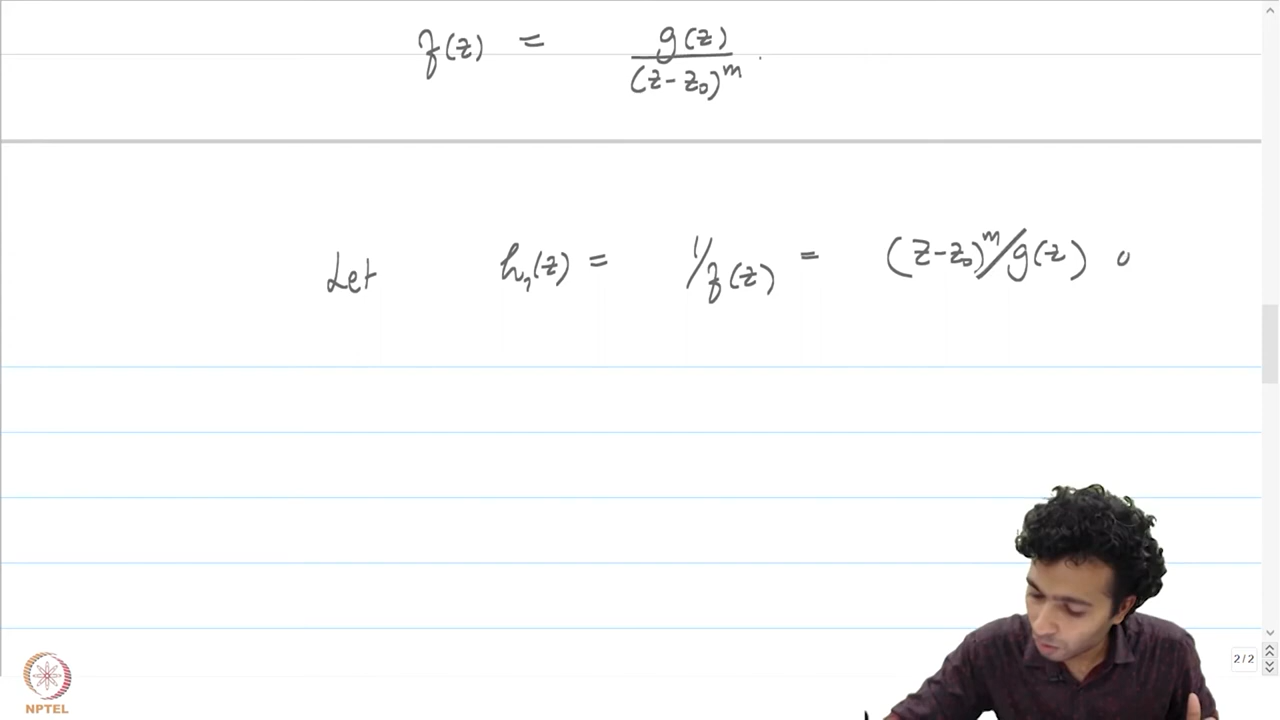 f(z) = g(z)/(z-z₀)ᵐ.
Let h₁(z) = 1/f(z) = (z-z₀)ᵐ/g(z) o
2/2
NPTEL